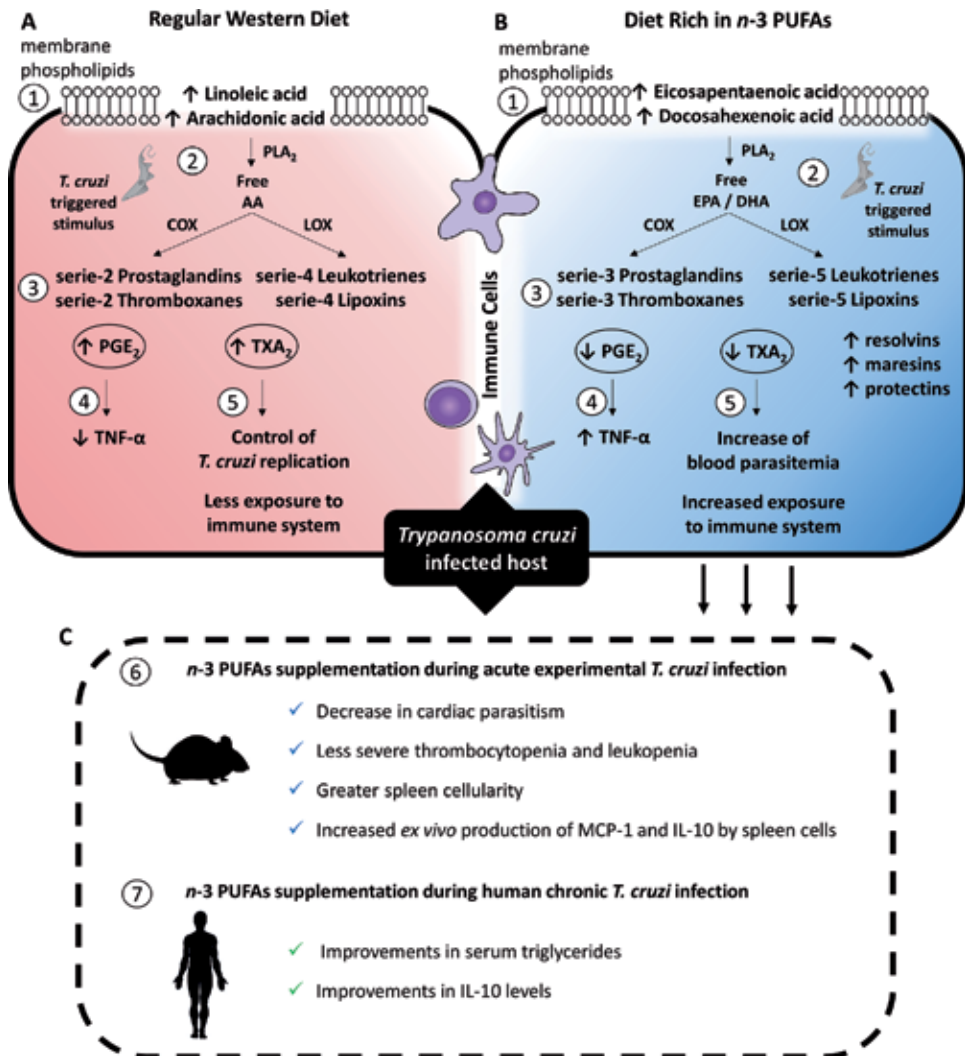 A
Regular Western Diet
membrane
phospholipids
1
↑ Linoleic acid
↑ Arachidonic acid
2
PLA2
T. cruzi
triggered
stimulus
Free
AA
COX
LOX
3
serie-2 Prostaglandins
serie-2 Thromboxanes
serie-4 Leukotrienes
serie-4 Lipoxins
↑ PGE2
↑ TXA2
4
5
↓ TNF-α
Control of
T. cruzi replication
Less exposure to
immune system
Immune Cells
B
Diet Rich in n-3 PUFAs
membrane
phospholipids
1
↑ Eicosapentaenoic acid
↑ Docosahexenoic acid
PLA2
2
T. cruzi
triggered
stimulus
Free
EPA / DHA
COX
LOX
3
serie-3 Prostaglandins
serie-3 Thromboxanes
serie-5 Leukotrienes
serie-5 Lipoxins
↓ PGE2
↓ TXA2
↑ resolvins
↑ maresins
↑ protectins
4
5
↑ TNF-α
Increase of
blood parasitemia
Increased exposure
to immune system
Trypanosoma cruzi
infected host
C
6
n-3 PUFAs supplementation during acute experimental T. cruzi infection
✓ Decrease in cardiac parasitism
✓ Less severe thrombocytopenia and leukopenia
✓ Greater spleen cellularity
✓ Increased ex vivo production of MCP-1 and IL-10 by spleen cells
7
n-3 PUFAs supplementation during human chronic T. cruzi infection
✓ Improvements in serum triglycerides
✓ Improvements in IL-10 levels